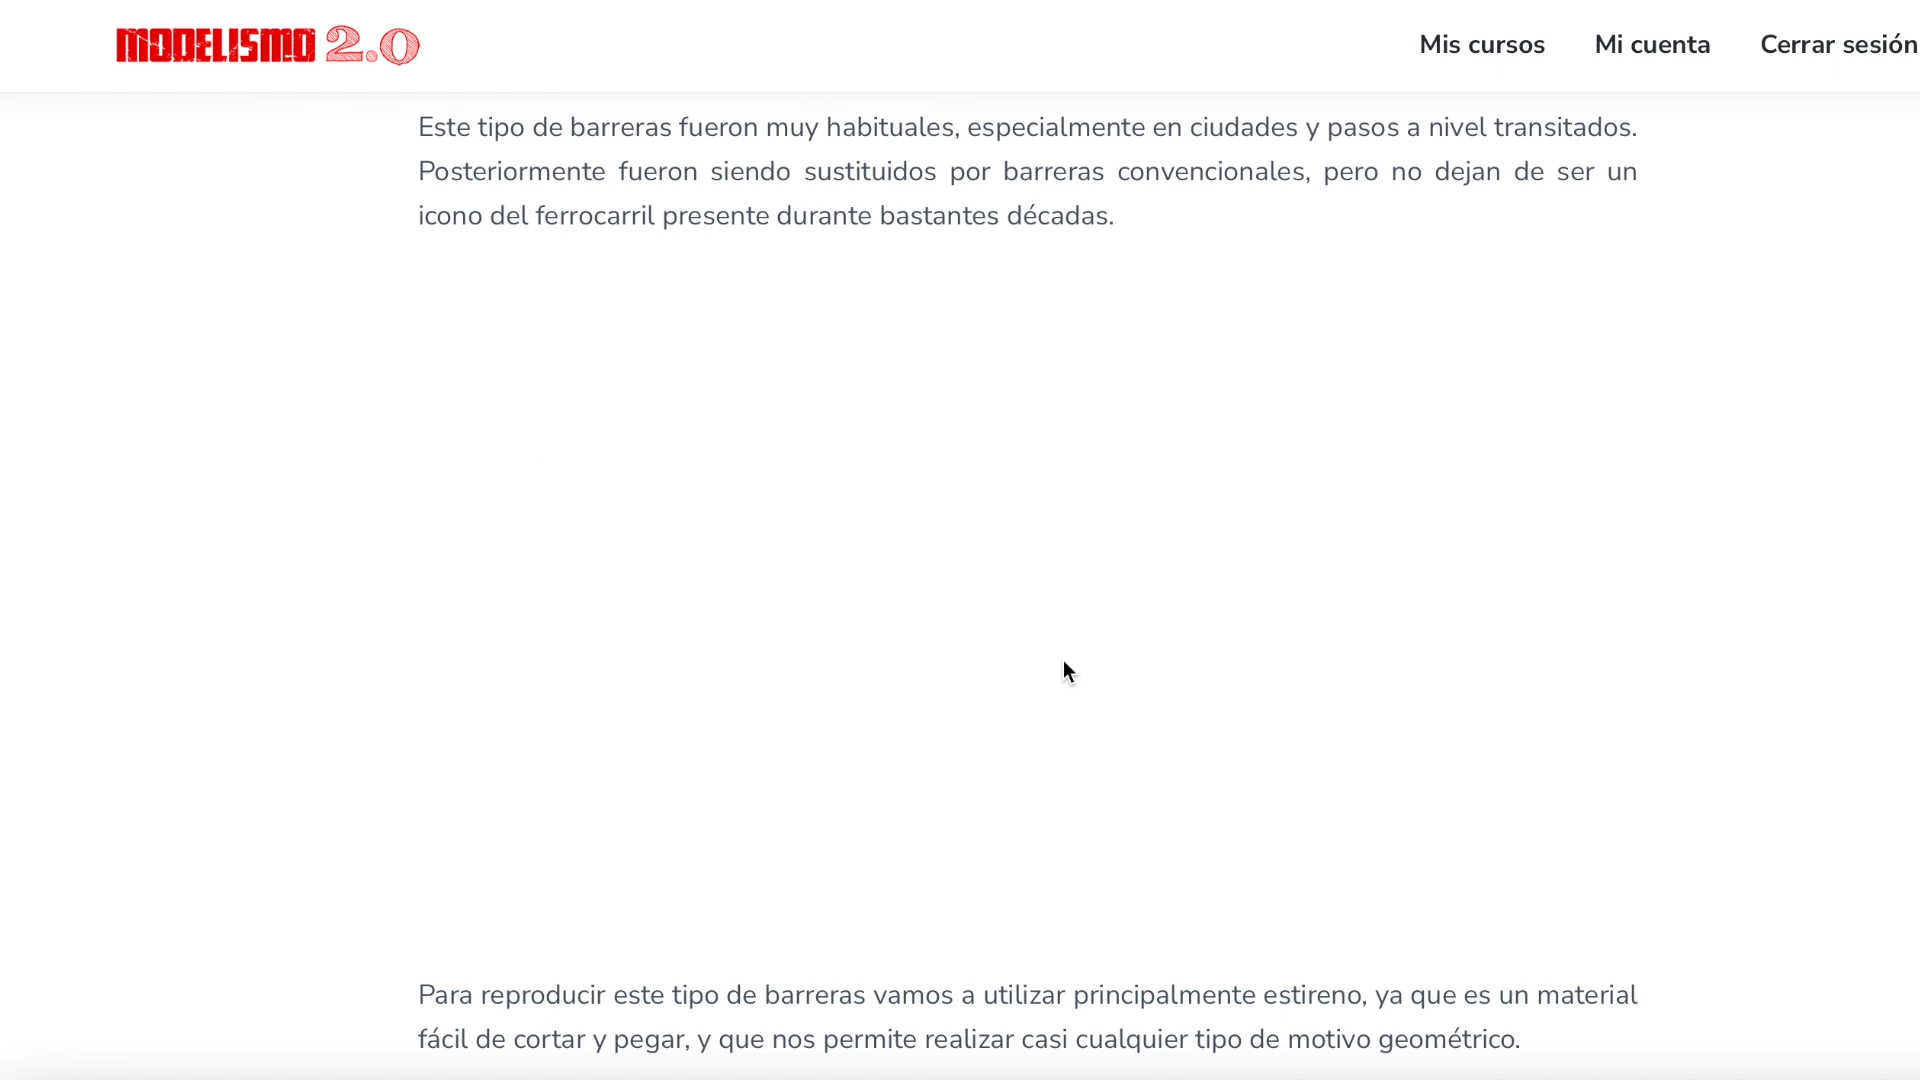 MODELISMO 2.0
Mis cursos Mi cuenta Cerrar sesión
Este tipo de barreras fueron muy habituales, especialmente en ciudades y pasos a nivel transitados.
Posteriormente fueron siendo sustituidos por barreras convencionales, pero no dejan de ser un
icono del ferrocarril presente durante bastantes décadas.
Para reproducir este tipo de barreras vamos a utilizar principalmente estireno, ya que es un material
fácil de cortar y pegar, y que nos permite realizar casi cualquier tipo de motivo geométrico.